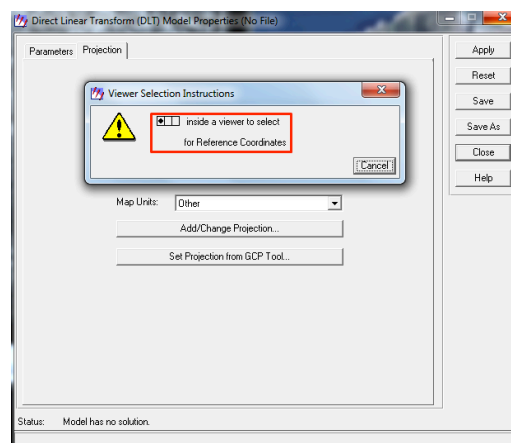 Direct Linear Transform (DLT) Model Properties (No File)
Parameters
Projection
Apply
Reset
Save
Save As
Close
Help
Viewer Selection Instructions
inside a viewer to select
for Reference Coordinates
Cancel
Map Units:
Other
Add/Change Projection...
Set Projection from GCP Tool...
Status: Model has no solution.